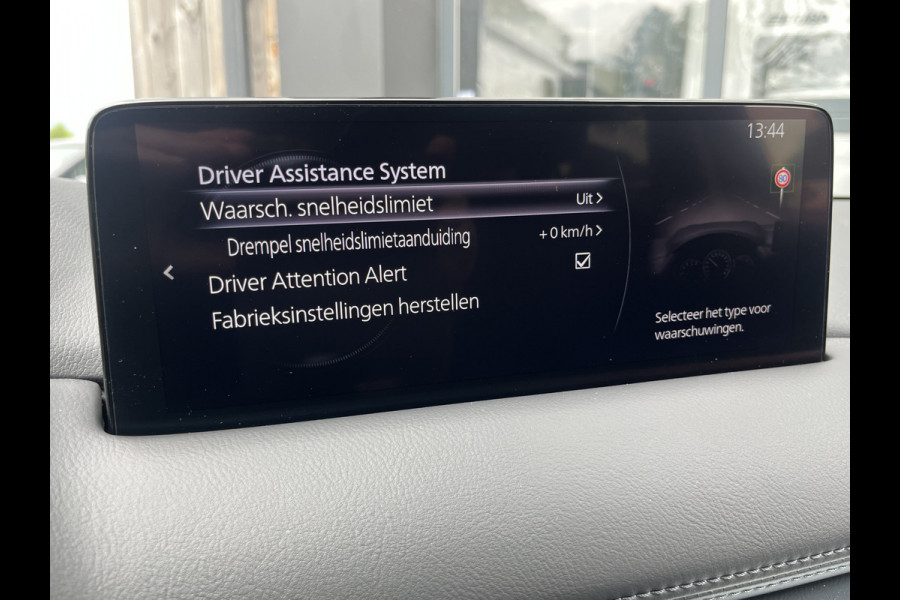 13:44
Driver Assistance System
Waarsch. snelheidslimiet Uit >
Drempel snelheidslimietaanduiding +0 km/h >
Driver Attention Alert
Fabrieksinstellingen herstellen
Selecteer het type voor
waarschuwingen.